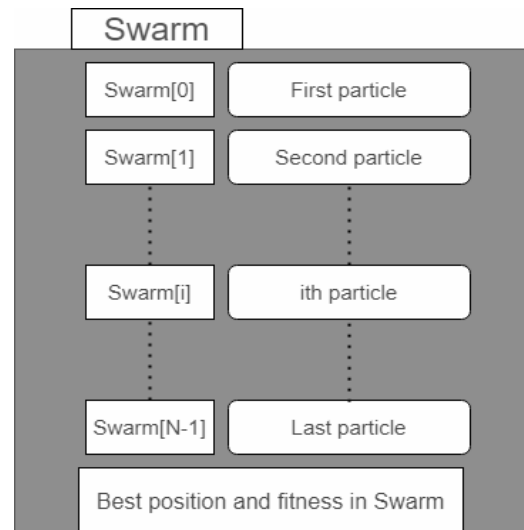 Swarm
Swarm[0] First particle
Swarm[1] Second particle
Swarm[i] ith particle
Swarm[N-1] Last particle
Best position and fitness in Swarm